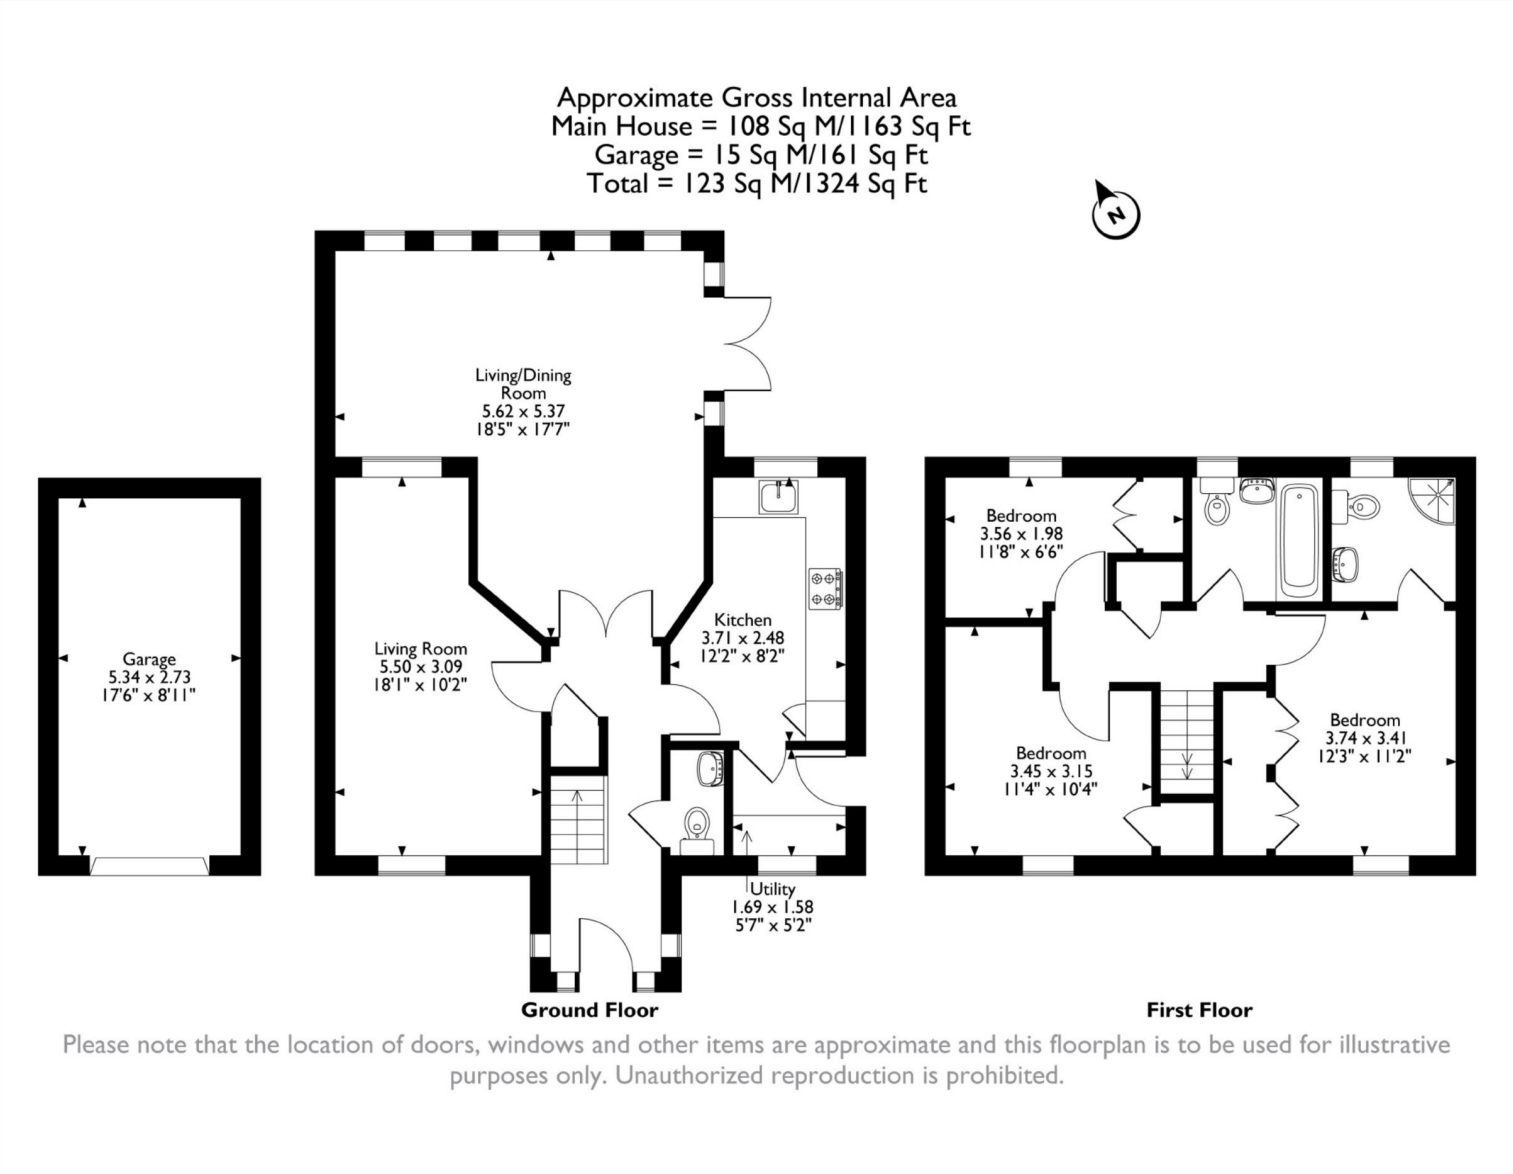 Approximate Gross Internal Area
Main House = 108 Sq M/1163 Sq Ft
Garage = 15 Sq M/161 Sq Ft
Total = 123 Sq M/1324 Sq Ft
N
Living/Dining
Room
5.62 x 5.37
18'5" x 17'7"
Garage
5.34 x 2.73
17'6" x 8'11"
Living Room
5.50 x 3.09
18'1" x 10'2"
Kitchen
3.71 x 2.48
12'2" x 8'2"
Utility
1.69 x 1.58
5'7" x 5'2"
Bedroom
3.56 x 1.98
11'8" x 6'6"
Bedroom
3.45 x 3.15
11'4" x 10'4"
Bedroom
3.74 x 3.41
12'3" x 11'2"
Ground Floor
First Floor
Please note that the location of doors, windows and other items are approximate and this floorplan is to be used for illustrative
purposes only. Unauthorized reproduction is prohibited.